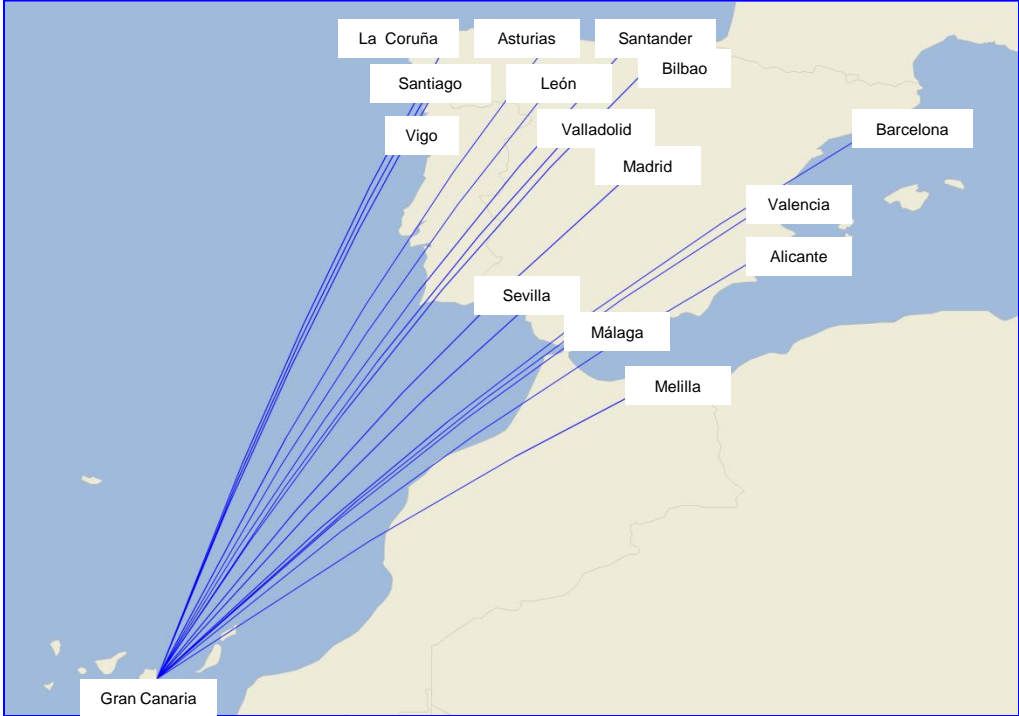 La Coruña
Asturias
Santander
Santiago
León
Bilbao
Vigo
Valladolid
Barcelona
Madrid
Valencia
Alicante
Sevilla
Málaga
Melilla
Gran Canaria